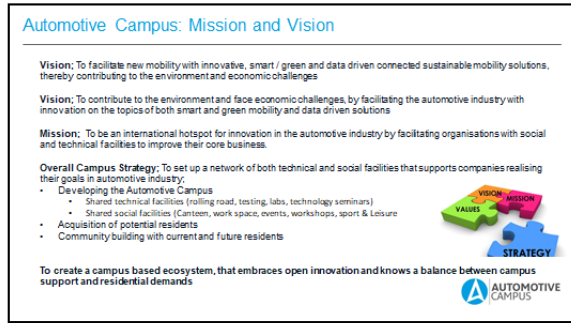 Automotive Campus: Mission and Vision
Vision; To facilitate new mobility with innovative, smart / green and data driven connected sustainable mobility solutions,
thereby contributing to the environment and economic challenges
Vision; To contribute to the environment and face economic challenges, by facilitating the automotive industry with
innovation on the topics of both smart and green mobility and data driven solutions
Mission; To be an international hotspot for innovation in the automotive industry by facilitating organisations with social
and technical facilities to improve their core business.
Overall Campus Strategy; To set up a network of both technical and social facilities that supports companies realising
their goals in automotive industry;
• Developing the Automotive Campus
• Shared technical facilities (rolling road, testing, labs, technology seminars)
• Shared social facilities (Canteen, work space, events, workshops, sport & Leisure
• Acquisition of potential residents
• Community building with current and future residents
VISION
MISSION
VALUES
STRATEGY
To create a campus based ecosystem, that embraces open innovation and knows a balance between campus
support and residential demands
AUTOMOTIVE
CAMPUS